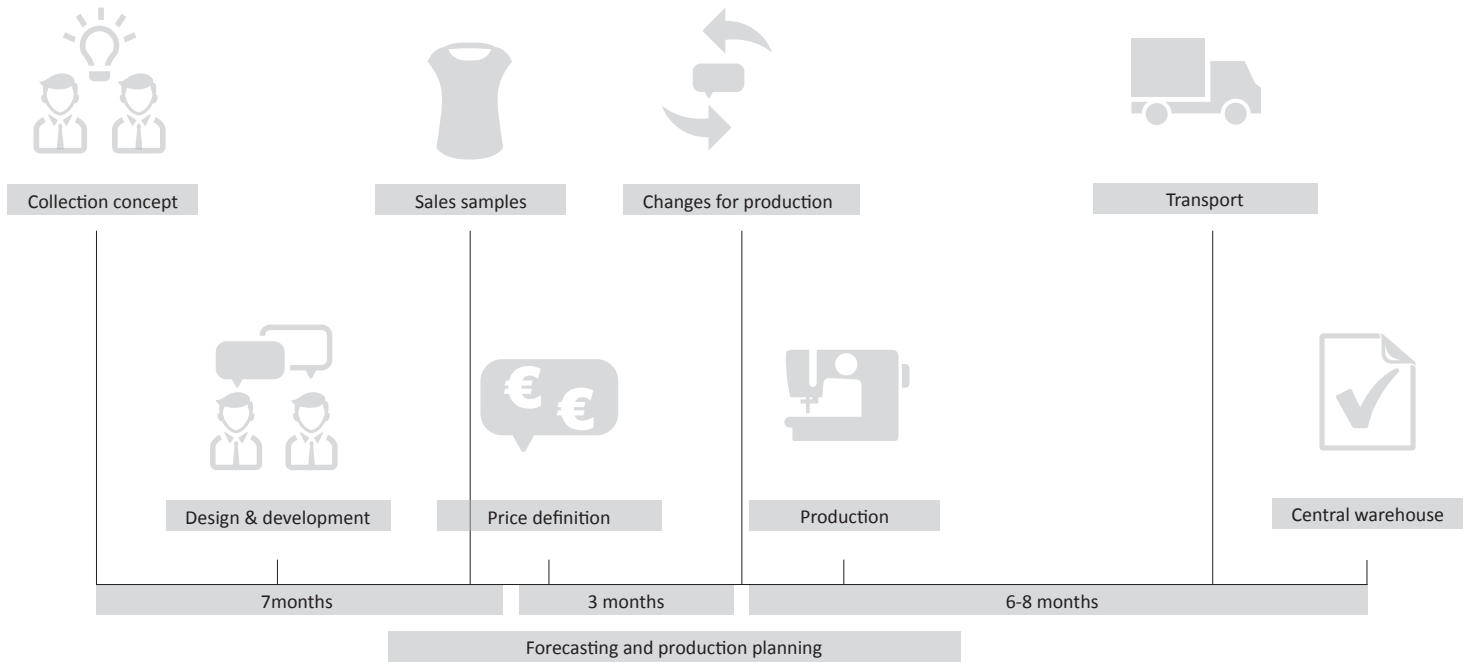 Collection concept
Sales samples
Changes for production
Transport
€
€
Design & development
Price definition
Production
Central warehouse
7months
3 months
6-8 months
Forecasting and production planning